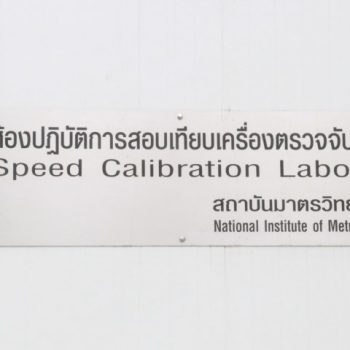 ห้องปฏิบัติการสอบเทียบเครื่องตรวจจับ
Speed Calibration Labo
สถาบันมาตรวิทย
National Institute of Met